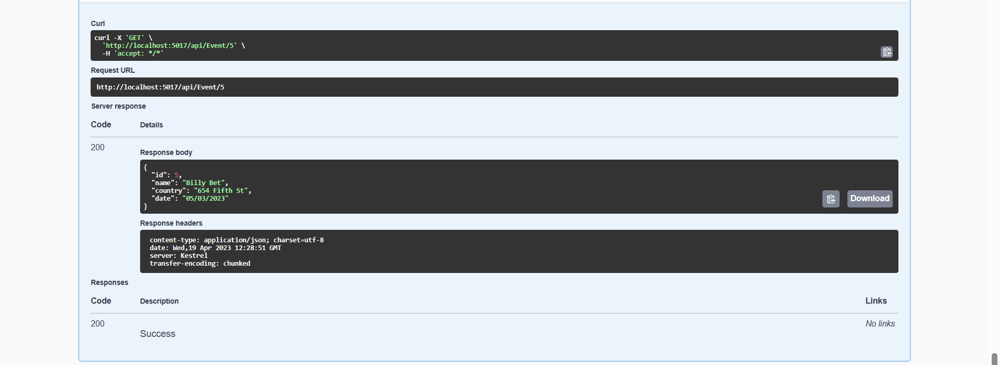 Curl
curl -X 'GET' \
'http://localhost:5017/api/Event/5' \
-H 'accept: */*'
Request URL
http://localhost:5017/api/Event/5
Server response
Code Details
200
Response body
{
"id": 5,
"name": "Billy Bet",
"country": "654 Fifth St",
"date": "05/03/2023"
}
Download
Response headers
content-type: application/json; charset=utf-8
date: Wed,19 Apr 2023 12:28:51 GMT
server: Kestrel
transfer-encoding: chunked
Responses
Code Description Links
200 No links
Success